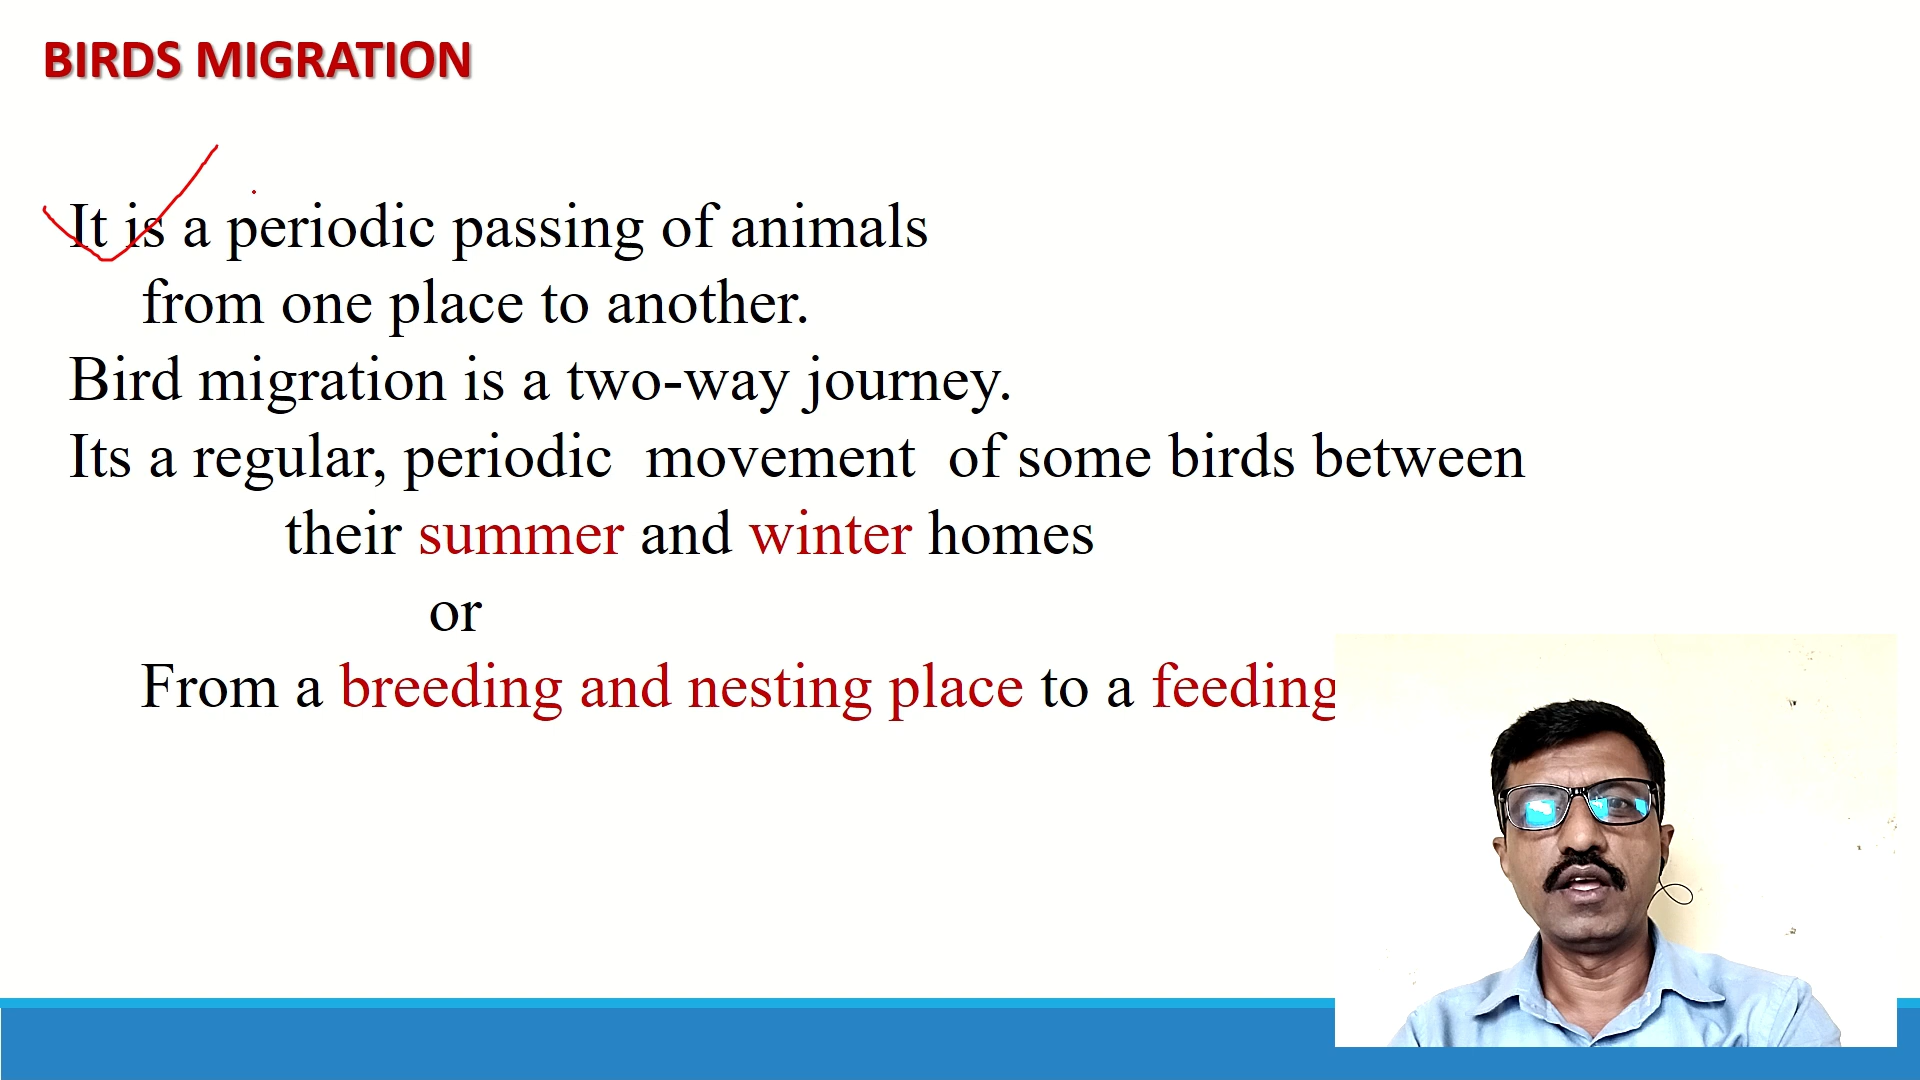 BIRDS MIGRATION
It is a periodic passing of animals
from one place to another.
Bird migration is a two-way journey.
Its a regular, periodic movement of some birds between
their summer and winter homes
or
From a breeding and nesting place to a feeding